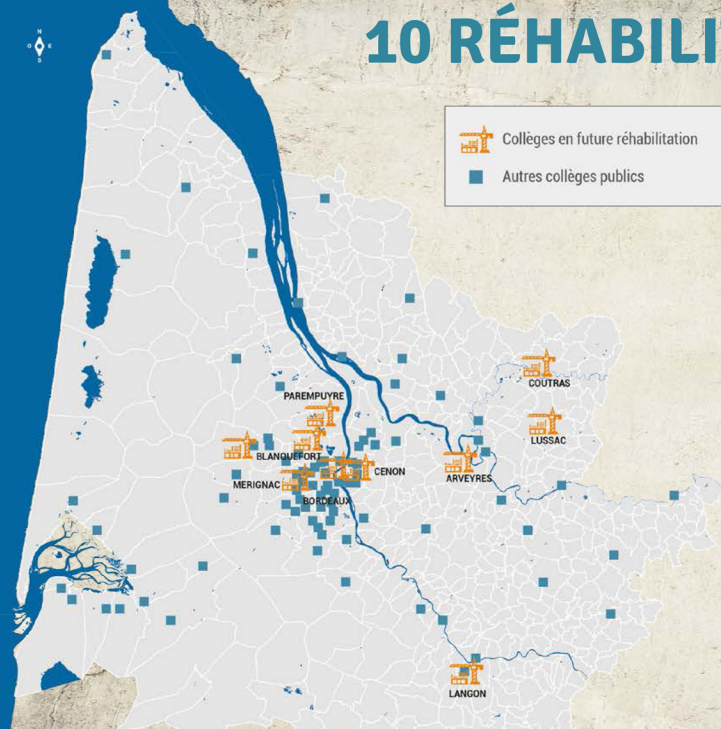 10 RÉHABILI
N
O E
S
Collèges en future réhabilitation
Autres collèges publics
COUTRAS
PAREMPUYRE
LUSSAC
BLANQUEFORT
CENON
ARVEYRES
MERIGNAC
BORDEAUX
LANGON